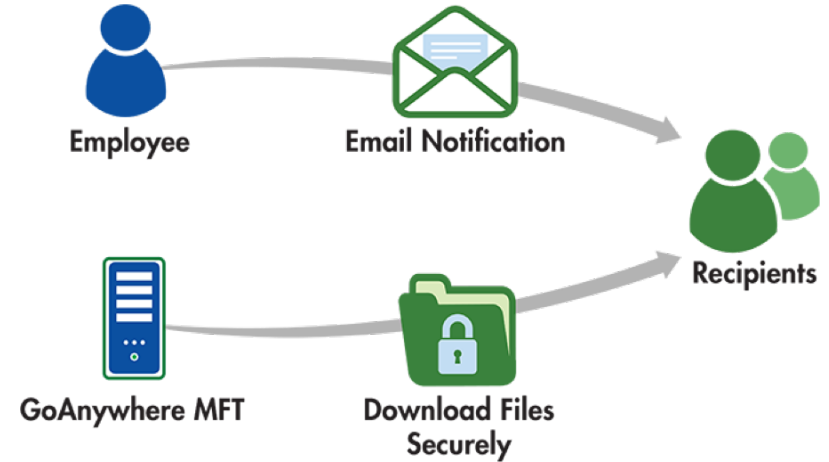 Employee
Email Notification
Recipients
GoAnywhere MFT
Download Files
Securely